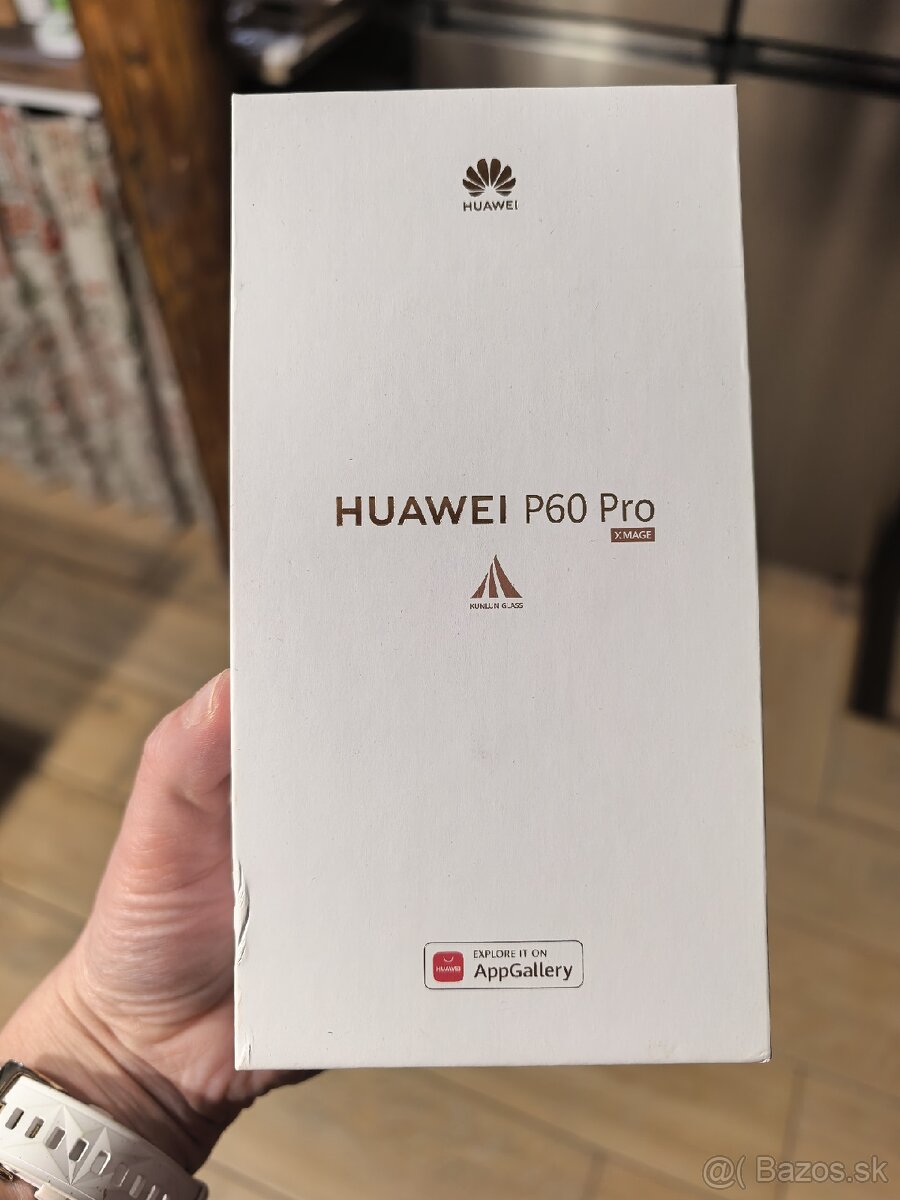 HUAWEI
HUAWEI P60 Pro
XMAGE
KUNLUN GLASS
EXPLORE IT ON
HUAWEI
AppGallery
@( Bazos.sk